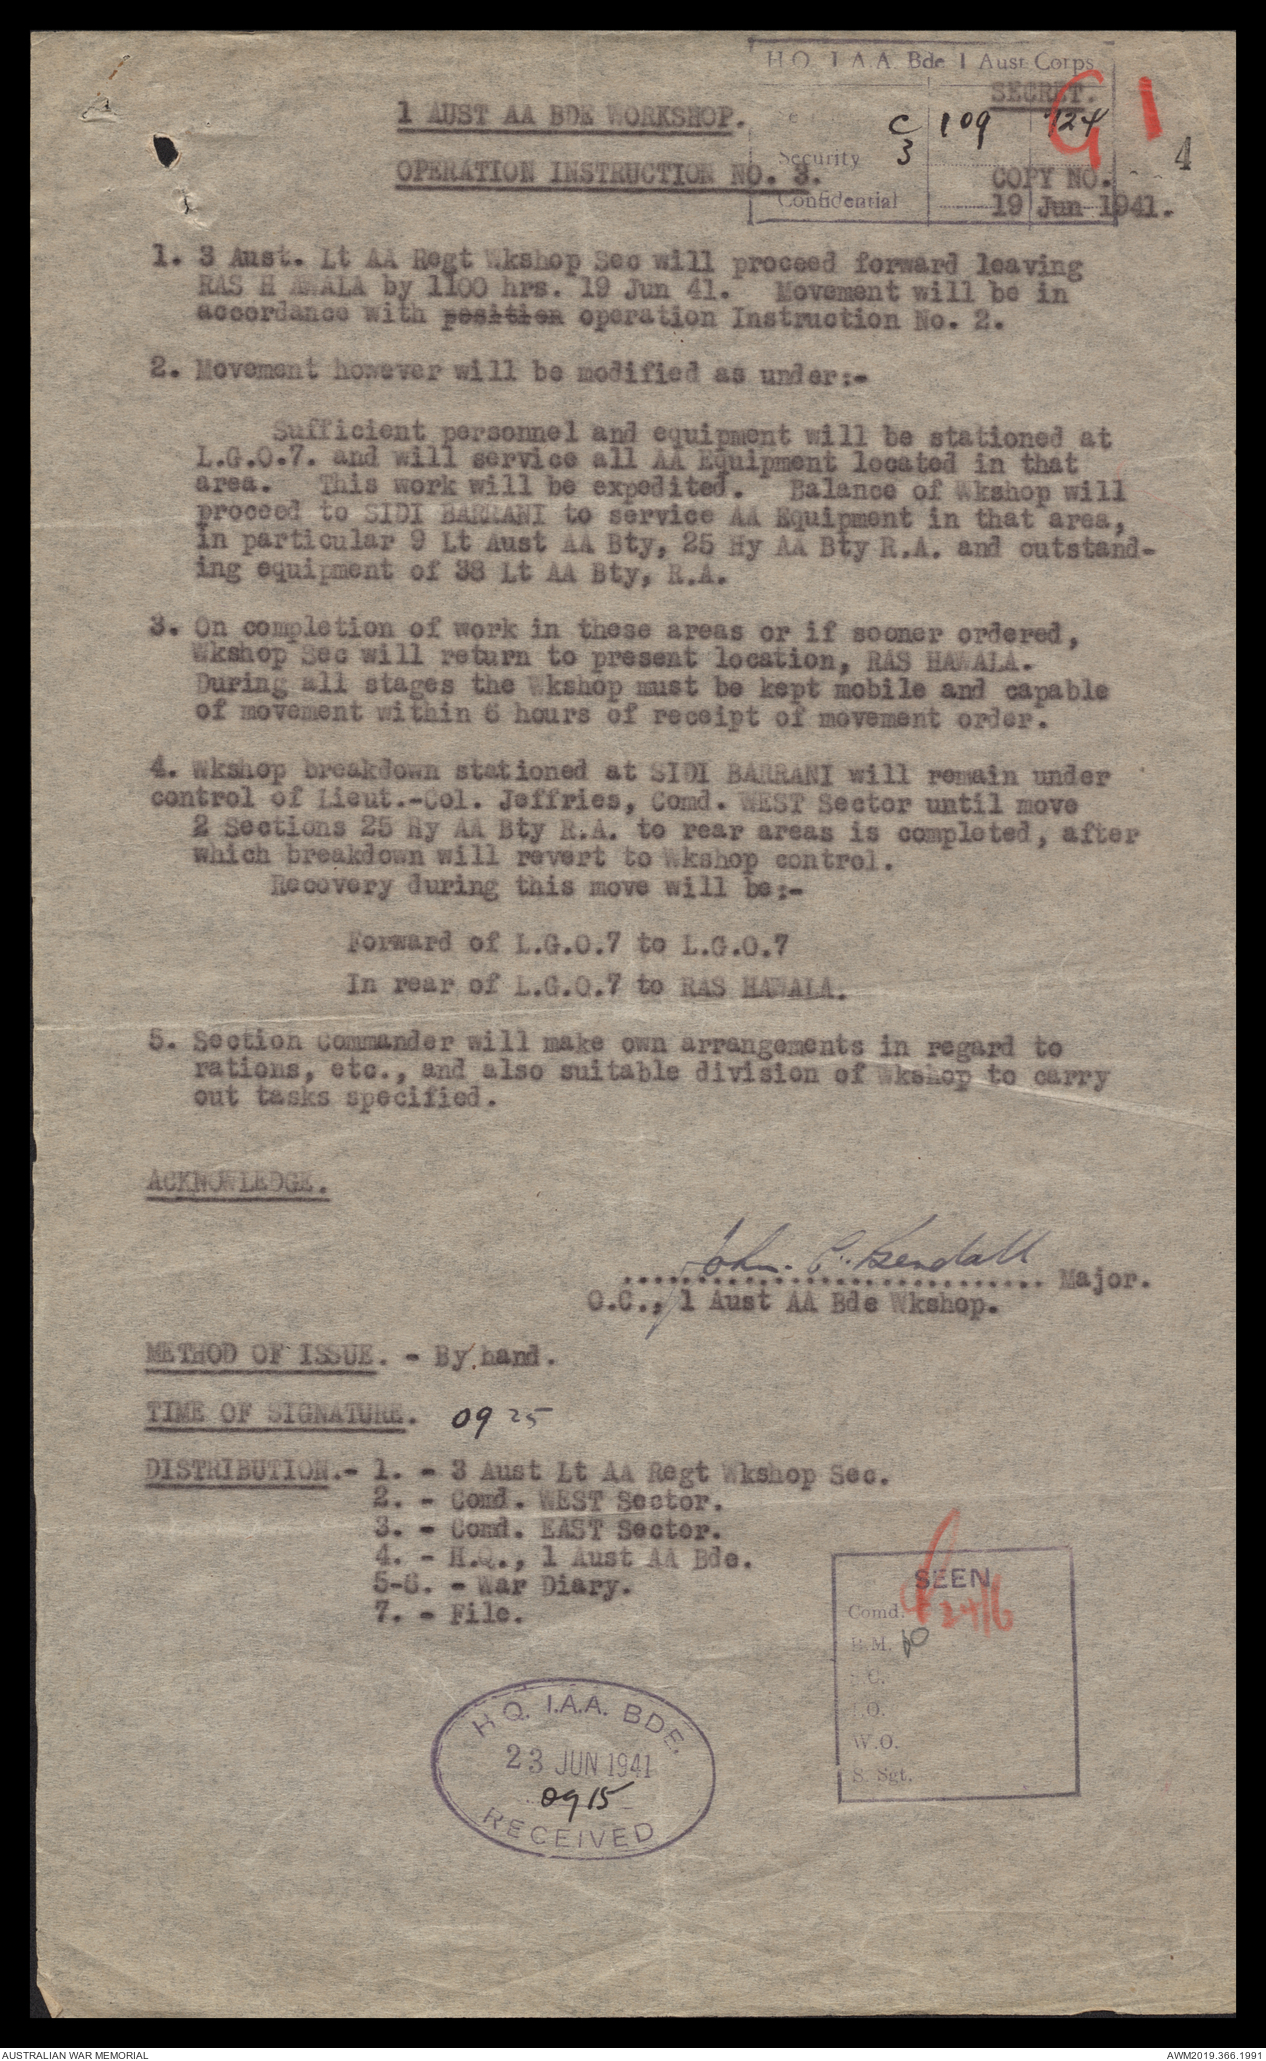 H.Q. 1 A.A. Bde 1 Aust Corps
SECRET.
G 1
1 AUST AA BDE WORKSHOP.
C 109 124
3
4
Security
OPERATION INSTRUCTION NO. 3.
COPY NO.
Confidential
19 Jun 1941.
1. 3 Aust. Lt AA Regt Wkshop Sec will proceed forward leaving
RAS H AWALA by 1100 hrs. 19 Jun 41. Movement will be in
accordance with position operation Instruction No. 2.
2. Movement however will be modified as under:-
Sufficient personnel and equipment will be stationed at
L.G.O.7. and will service all AA Equipment located in that
area. This work will be expedited. Balance of Wkshop will
proceed to SIDI BARRANI to service AA Equipment in that area,
in particular 9 Lt Aust AA Bty, 25 Hy AA Bty R.A. and outstand-
ing equipment of 38 Lt AA Bty, R.A.
3. On completion of work in these areas or if sooner ordered,
Wkshop Sec will return to present location, RAS HAWALA.
During all stages the Wkshop must be kept mobile and capable
of movement within 6 hours of receipt of movement order.
4. Wkshop breakdown stationed at SIDI BARRANI will remain under
control of Lieut.-Col. Jeffries, Comd. WEST Sector until move
2 Sections 25 Hy AA Bty R.A. to rear areas is completed, after
which breakdown will revert to Wkshop control.
Recovery during this move will be:-
Forward of L.G.O.7 to L.G.O.7
In rear of L.G.O.7 to RAS HAWALA.
5. Section Commander will make own arrangements in regard to
rations, etc., and also suitable division of Wkshop to carry
out tasks specified.
ACKNOWLEDGE.
John. C. Kendall
.............................. Major.
O.C., 1 Aust AA Bde Wkshop.
METHOD OF ISSUE. - By hand.
TIME OF SIGNATURE. 0925
DISTRIBUTION.- 1. - 3 Aust Lt AA Regt Wkshop Sec.
2. - Comd. WEST Sector.
3. - Comd. EAST Sector.
4. - H.Q., 1 Aust AA Bde.
5-6. - War Diary.
7. - File.
SEEN
Comd. 24/6
B.M.
S.C.
I.O.
W.O.
S. Sgt.
H.Q. 1.A.A. BDE.
23 JUN 1941
0915
RECEIVED
AUSTRALIAN WAR MEMORIAL
AWM2019.366.1991